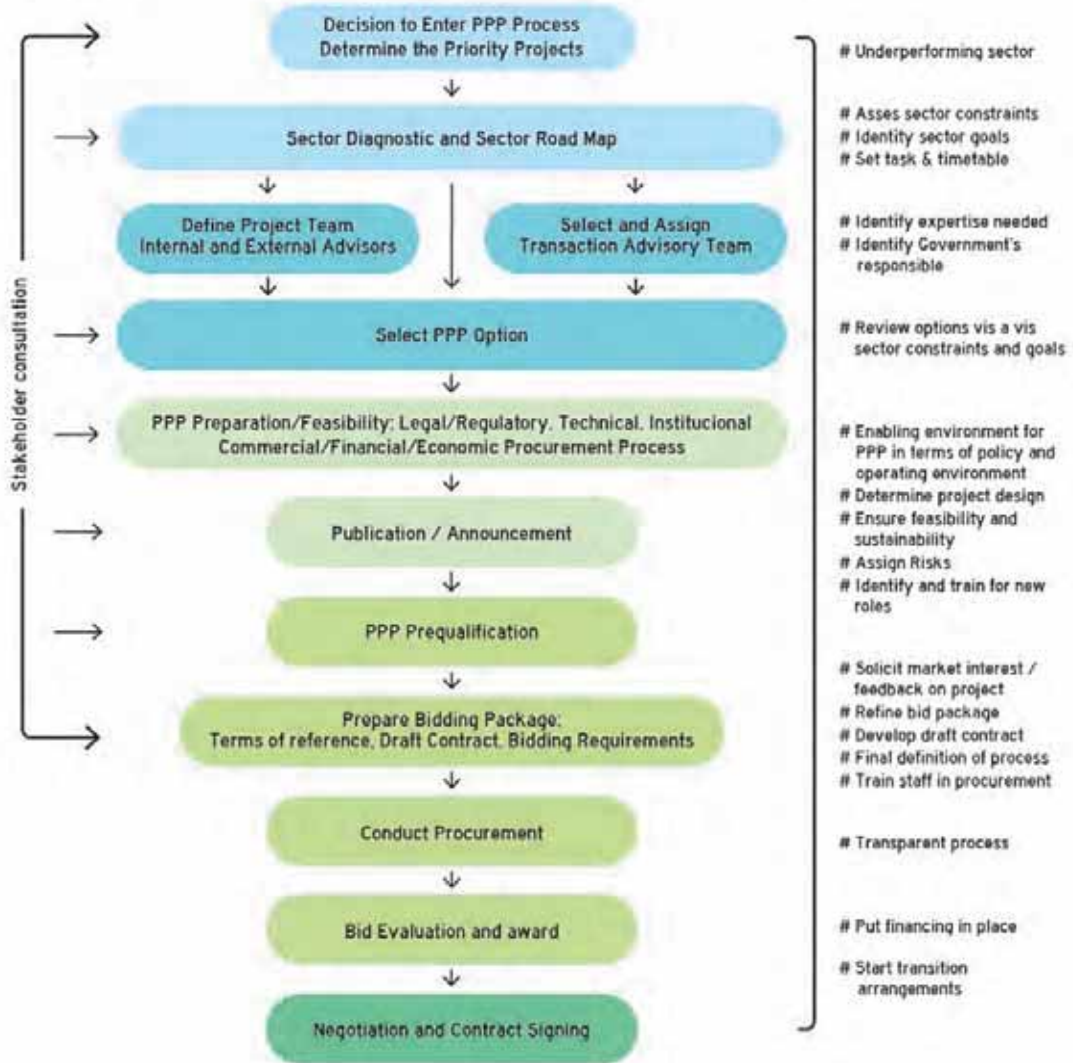 Decision to Enter PPP Process
Determine the Priority Projects
Sector Diagnostic and Sector Road Map
Define Project Team
Internal and External Advisors
Select and Assign
Transaction Advisory Team
Select PPP Option
PPP Preparation/Feasibility: Legal/Regulatory, Technical, Institucional
Commercial/Financial/Economic Procurement Process
Publication / Announcement
PPP Prequalification
Prepare Bidding Package:
Terms of reference, Draft Contract, Bidding Requirements
Conduct Procurement
Bid Evaluation and award
Negotiation and Contract Signing
Stakeholder consultation
# Underperforming sector
# Asses sector constraints
# Identify sector goals
# Set task & timetable
# Identify expertise needed
# Identify Government's
responsible
# Review options vis a vis
sector constraints and goals
# Enabling environment for
PPP in terms of policy and
operating environment
# Determine project design
# Ensure feasibility and
sustainability
# Assign Risks
# Identify and train for new
roles
# Solicit market interest /
feedback on project
# Refine bid package
# Develop draft contract
# Final definition of process
# Train staff in procurement
# Transparent process
# Put financing in place
# Start transition
arrangements